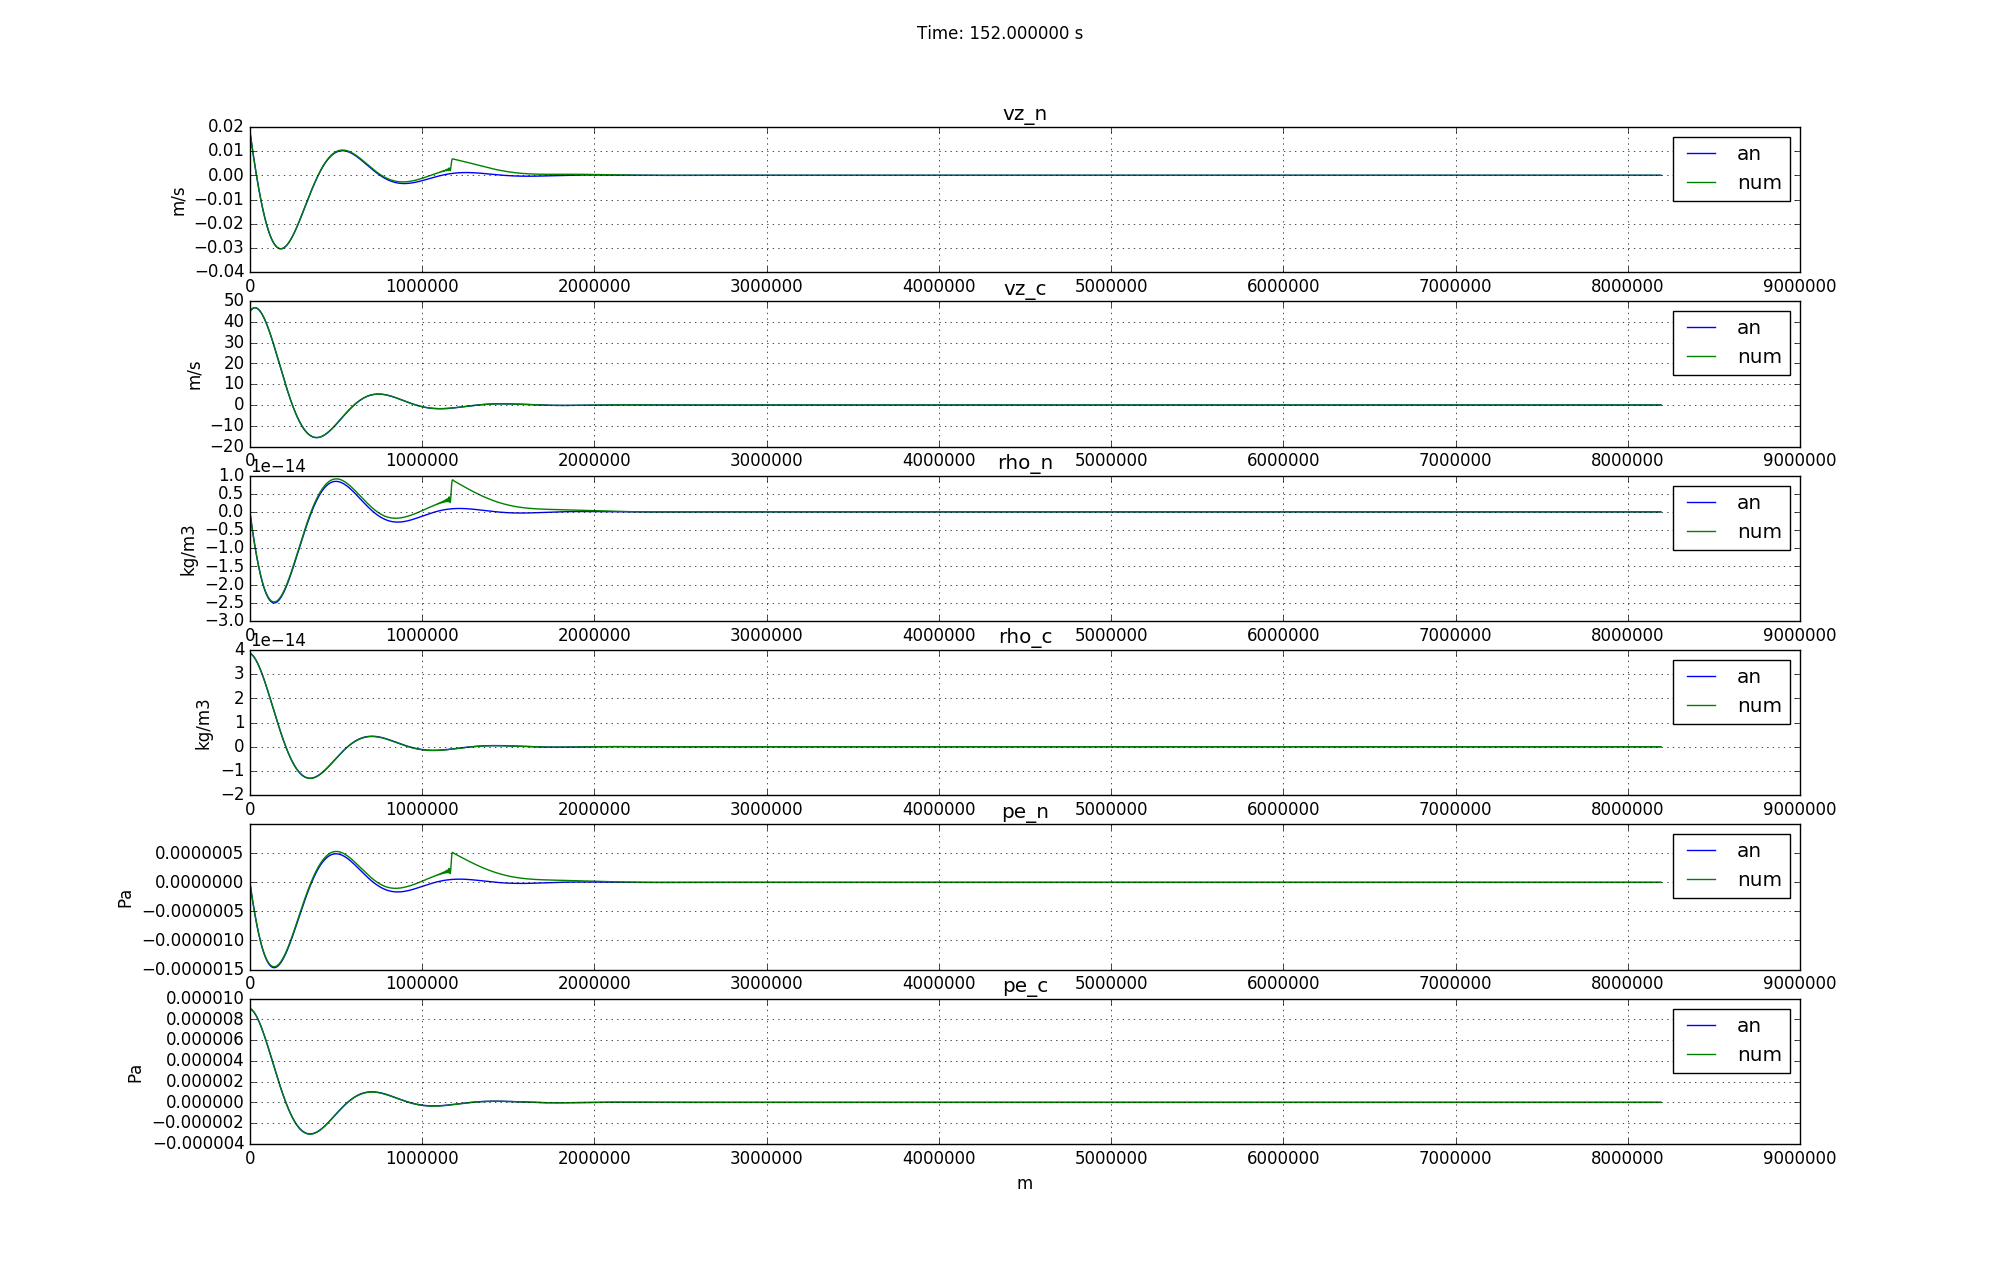 Time: 152.000000 s
vz_n
0.02
0.01
0.00
−0.01
−0.02
−0.03
−0.04
m/s
an
num
0 1000000 2000000 3000000 4000000 5000000 6000000 7000000 8000000 9000000
vz_c
50
40
30
20
10
0
−10
−20
m/s
an
num
0 1000000 2000000 3000000 4000000 5000000 6000000 7000000 8000000 9000000
1e−14
rho_n
1.0
0.5
0.0
−0.5
−1.0
−1.5
−2.0
−2.5
−3.0
kg/m3
an
num
0 1000000 2000000 3000000 4000000 5000000 6000000 7000000 8000000 9000000
1e−14
rho_c
4
3
2
1
0
−1
−2
kg/m3
an
num
0 1000000 2000000 3000000 4000000 5000000 6000000 7000000 8000000 9000000
pe_n
0.0000005
0.0000000
−0.0000005
−0.0000010
−0.0000015
Pa
an
num
0 1000000 2000000 3000000 4000000 5000000 6000000 7000000 8000000 9000000
pe_c
0.000010
0.000008
0.000006
0.000004
0.000002
0.000000
−0.000002
−0.000004
Pa
an
num
0 1000000 2000000 3000000 4000000 5000000 6000000 7000000 8000000 9000000
m